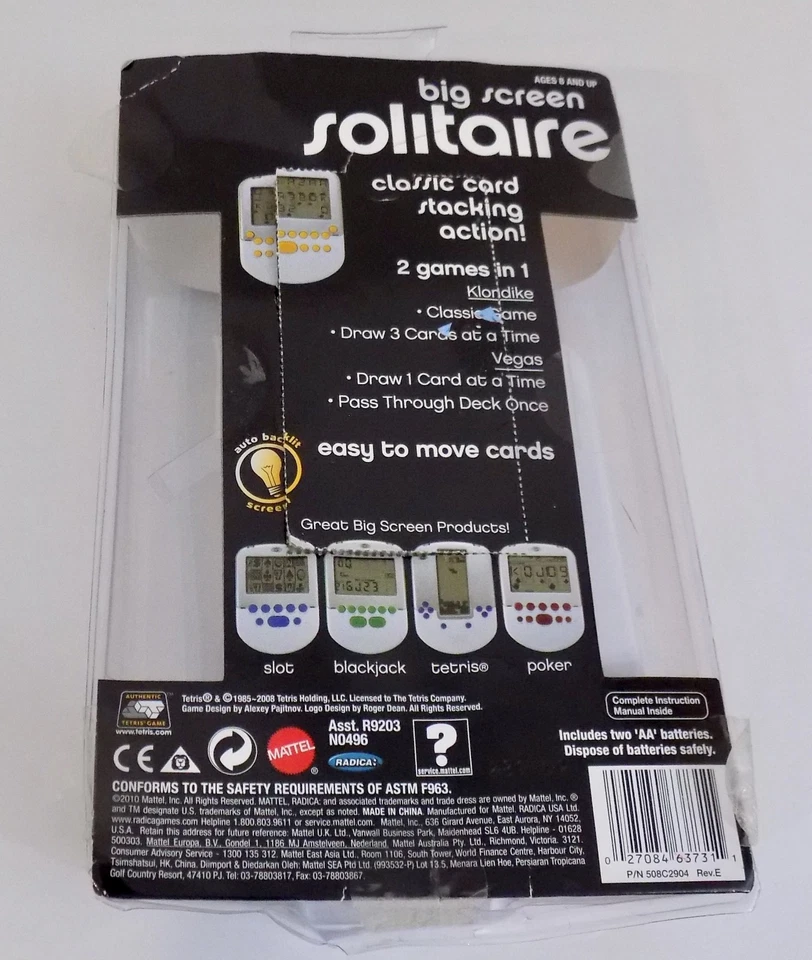 AGES 8 AND UP
big screen
solitaire
classic card
stacking
action!
2 games in 1
Klondike
• Classic Game
• Draw 3 Cards at a Time
Vegas
• Draw 1 Card at a Time
• Pass Through Deck Once
auto backlit
screen
easy to move cards
Great Big Screen Products!
slot blackjack tetris® poker
AUTHENTIC
TETRIS GAME
www.tetris.com
Tetris® & ©1985~2008 Tetris Holding, LLC. Licensed to The Tetris Company.
Game Design by Alexey Pajitnov. Logo Design by Roger Dean. All Rights Reserved.
Complete Instruction
Manual Inside
CE
MATTEL®
Asst. R9203
N0496
RADICA:
?
service.mattel.com
Includes two 'AA' batteries.
Dispose of batteries safely.
CONFORMS TO THE SAFETY REQUIREMENTS OF ASTM F963.
©2010 Mattel, Inc. All Rights Reserved. MATTEL, RADICA: and associated trademarks and trade dress are owned by Mattel, Inc. ®
and TM designate U.S. trademarks of Mattel, Inc., except as noted. MADE IN CHINA. Manufactured for Mattel. RADICA USA Ltd.
www.radicagames.com Helpline 1.800.803.9611 or service.mattel.com. Mattel, Inc., 636 Girard Avenue, East Aurora, NY 14052,
U.S.A. Retain this address for future reference: Mattel U.K. Ltd., Vanwall Business Park, Maidenhead SL6 4UB. Helpline - 01628
500303. Mattel Europa, B.V., Gondel 1, 1186 MJ Amstelveen, Nederland. Mattel Australia Pty. Ltd., Richmond, Victoria. 3121.
Consumer Advisory Service - 1300 135 312. Mattel East Asia Ltd., Room 1106, South Tower, World Finance Centre, Harbour City,
Tsimshatsui, HK, China. Diimport & Diedarkan Oleh: Mattel SEA Ptd Ltd. (993532-P) Lot 13.5, Menara Lien Hoe, Persiaran Tropicana
Golf Country Resort, 47410 PJ. Tel: 03-78803817, Fax: 03-78803867.
0 27084 63731 1
P/N 508C2904 Rev.E